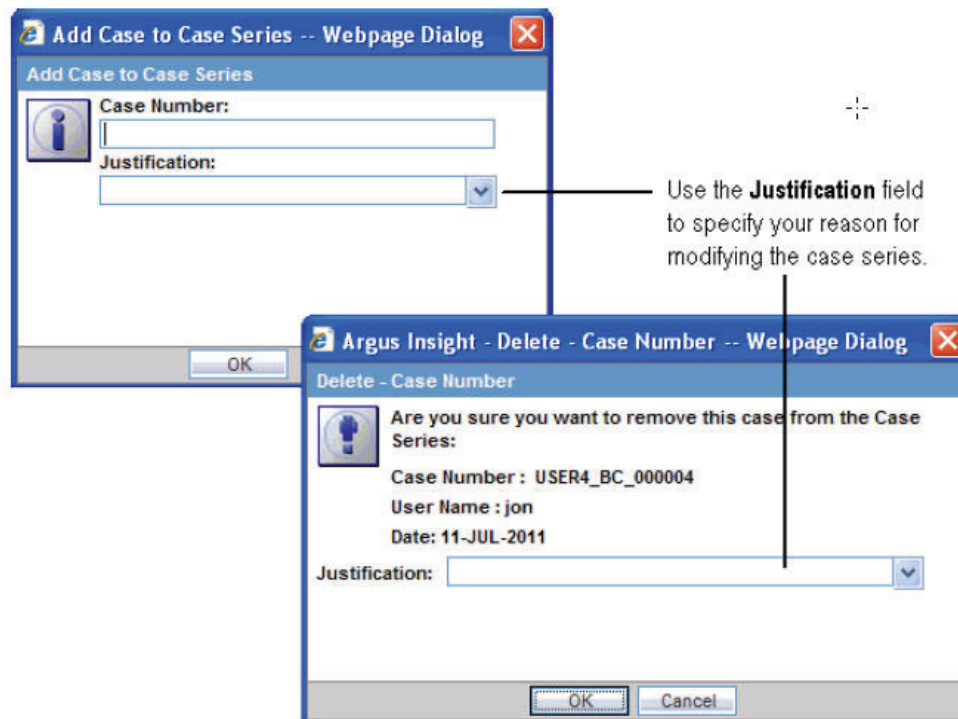 Add Case to Case Series -- Webpage Dialog
Add Case to Case Series
Case Number:
Justification:
OK
Use the Justification field
to specify your reason for
modifying the case series.
Argus Insight - Delete - Case Number -- Webpage Dialog
Delete - Case Number
Are you sure you want to remove this case from the Case
Series:
Case Number : USER4_BC_000004
User Name : jon
Date: 11-JUL-2011
Justification:
OK Cancel